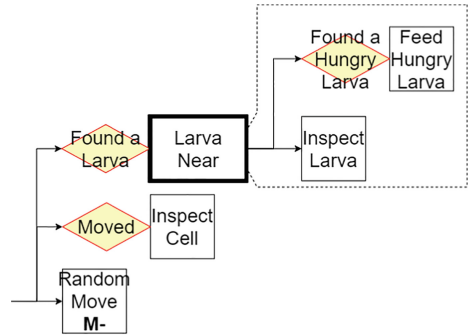 Found a
Hungry
Larva
Feed
Hungry
Larva
Found a
Larva
Larva
Near
Inspect
Larva
Moved
Inspect
Cell
Random
Move
M-